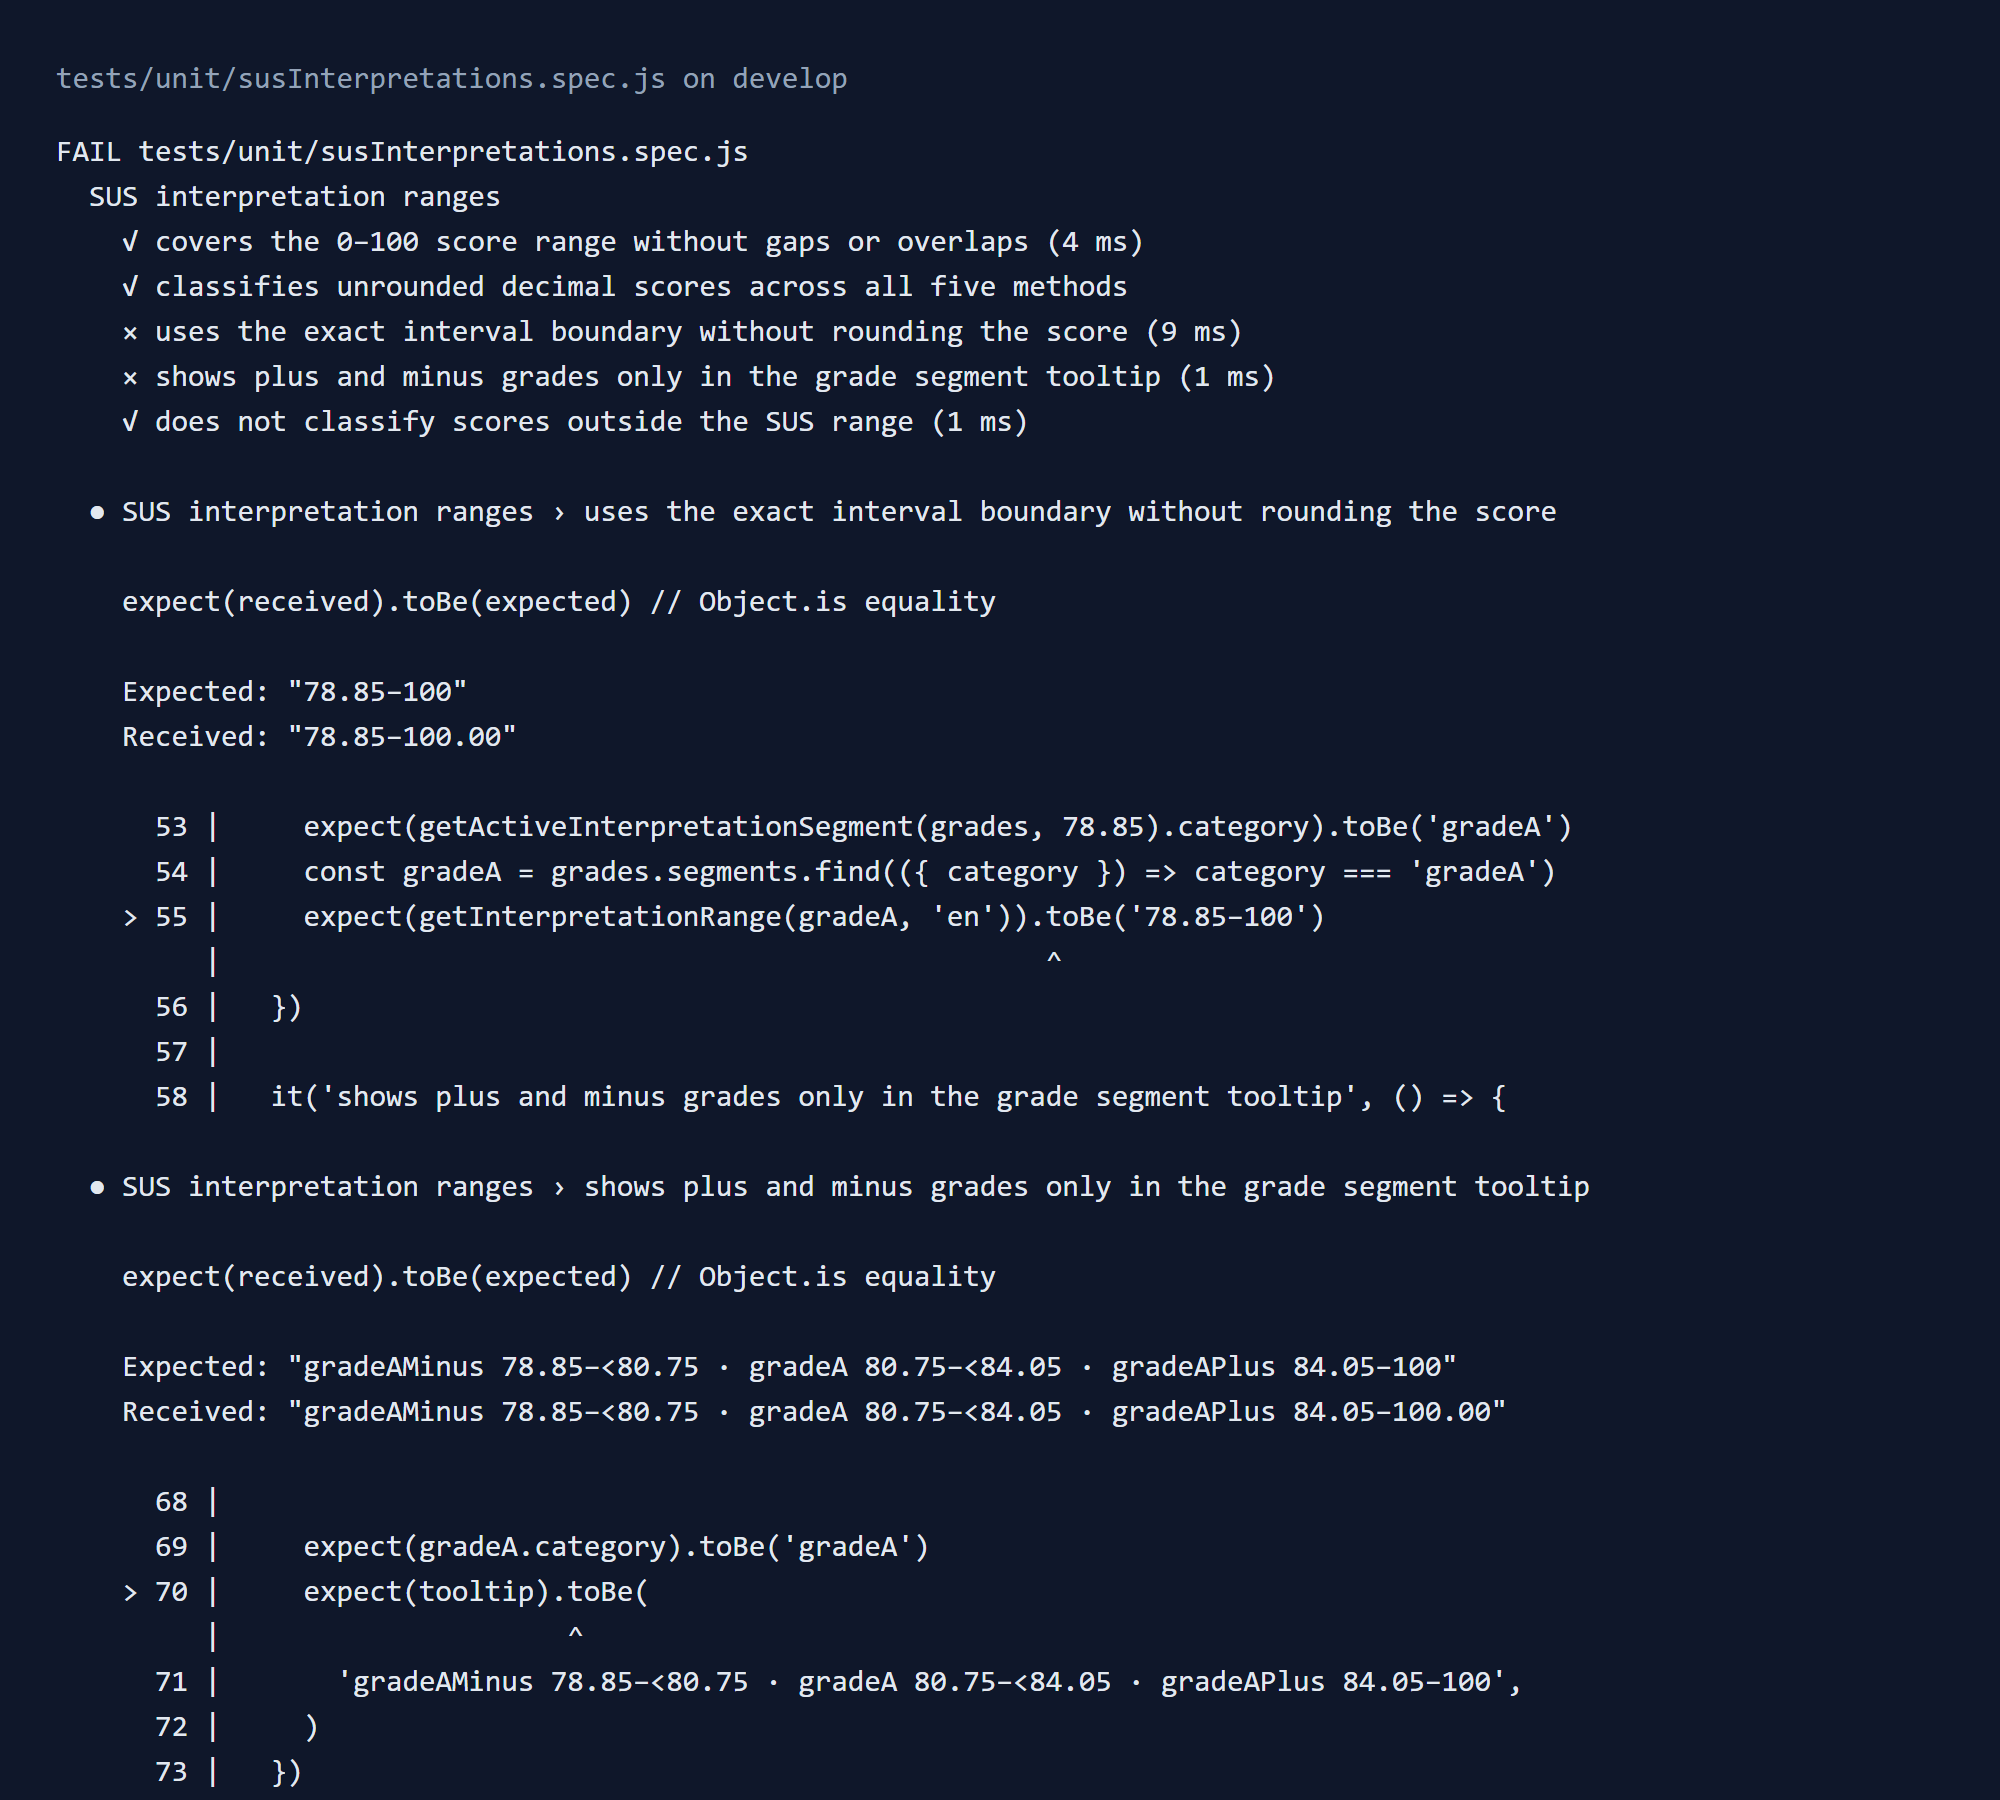 tests/unit/susInterpretations.spec.js on develop
FAIL tests/unit/susInterpretations.spec.js
  SUS interpretation ranges
    √ covers the 0–100 score range without gaps or overlaps (4 ms)
    √ classifies unrounded decimal scores across all five methods
    × uses the exact interval boundary without rounding the score (9 ms)
    × shows plus and minus grades only in the grade segment tooltip (1 ms)
    √ does not classify scores outside the SUS range (1 ms)
  ● SUS interpretation ranges › uses the exact interval boundary without rounding the score
    expect(received).toBe(expected) // Object.is equality
    Expected: "78.85–100"
    Received: "78.85–100.00"
      53 |     expect(getActiveInterpretationSegment(grades, 78.85).category).toBe('gradeA')
      54 |     const gradeA = grades.segments.find(({ category }) => category === 'gradeA')
    > 55 |     expect(getInterpretationRange(gradeA, 'en')).toBe('78.85–100')
         |                                                  ^
      56 |   })
      57 |
      58 |   it('shows plus and minus grades only in the grade segment tooltip', () => {
  ● SUS interpretation ranges › shows plus and minus grades only in the grade segment tooltip
    expect(received).toBe(expected) // Object.is equality
    Expected: "gradeAMinus 78.85–<80.75 · gradeA 80.75–<84.05 · gradeAPlus 84.05–100"
    Received: "gradeAMinus 78.85–<80.75 · gradeA 80.75–<84.05 · gradeAPlus 84.05–100.00"
      68 |
      69 |     expect(gradeA.category).toBe('gradeA')
    > 70 |     expect(tooltip).toBe(
         |                     ^
      71 |       'gradeAMinus 78.85–<80.75 · gradeA 80.75–<84.05 · gradeAPlus 84.05–100',
      72 |     )
      73 |   })